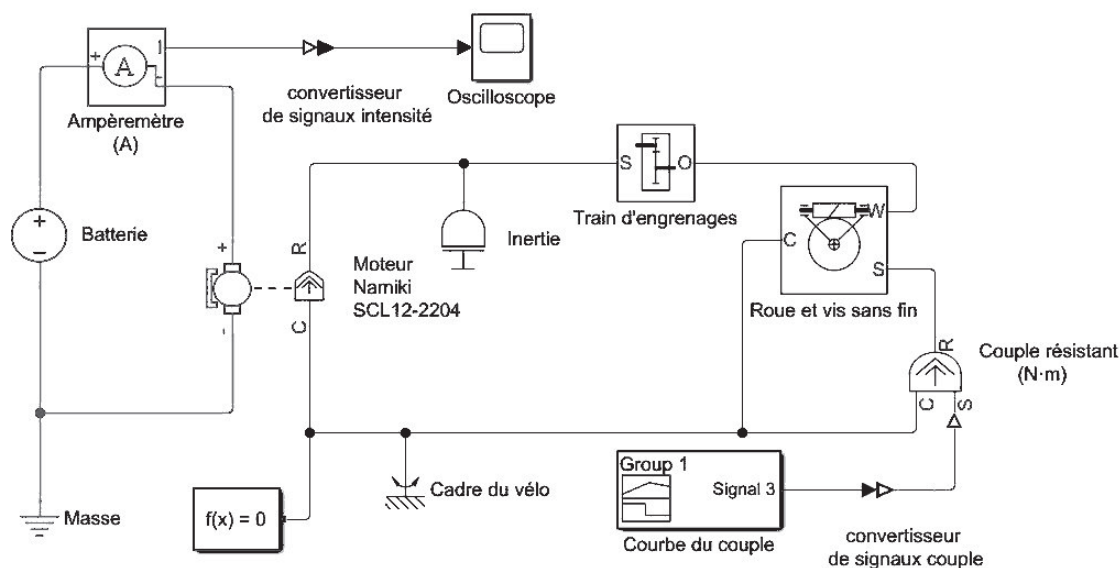 +
A
I
-
Ampèremètre
(A)
convertisseur
de signaux intensité
Oscilloscope
+
-
Batterie
+
-
R
C
Moteur
Namiki
SCL12-2204
Inertie
S
O
Train d'engrenages
C
W
S
Roue et vis sans fin
R
C
S
Couple résistant
(N·m)
Masse
f(x) = 0
Cadre du vélo
Group 1
Signal 3
Courbe du couple
convertisseur
de signaux couple